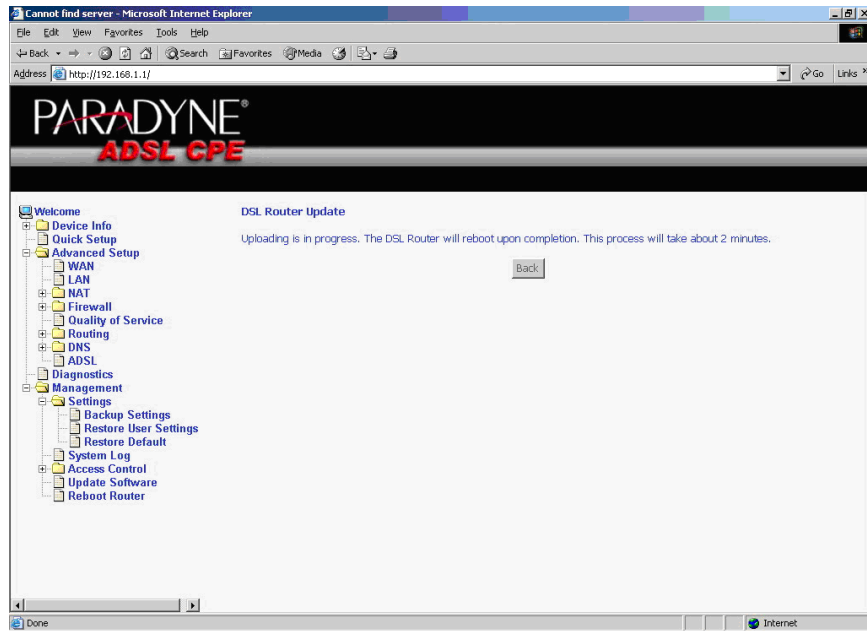 Cannot find server - Microsoft Internet Explorer
File Edit View Favorites Tools Help
Back Search Favorites Media
Address http://192.168.1.1/ Go Links »
PARADYNE®
ADSL CPE
Welcome
Device Info
Quick Setup
Advanced Setup
WAN
LAN
NAT
Firewall
Quality of Service
Routing
DNS
ADSL
Diagnostics
Management
Settings
Backup Settings
Restore User Settings
Restore Default
System Log
Access Control
Update Software
Reboot Router
DSL Router Update
Uploading is in progress. The DSL Router will reboot upon completion. This process will take about 2 minutes.
Back
Done Internet